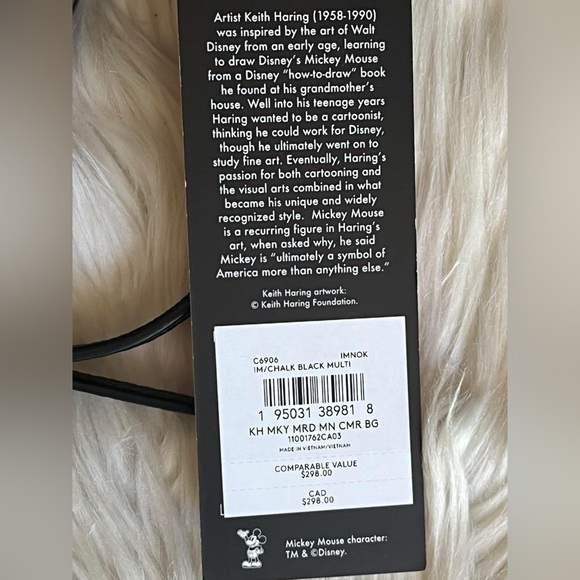 Artist Keith Haring (1958-1990)
was inspired by the art of Walt
Disney from an early age, learning
to draw Disney's Mickey Mouse
from a Disney "how-to-draw" book
he found at his grandmother's
house. Well into his teenage years
Haring wanted to be a cartoonist,
thinking he could work for Disney,
though he ultimately went on to
study fine art. Eventually, Haring's
passion for both cartooning and
the visual arts combined in what
became his unique and widely
recognized style. Mickey Mouse
is a recurring figure in Haring's
art, when asked why, he said
Mickey is "ultimately a symbol of
America more than anything else."
Keith Haring artwork:
© Keith Haring Foundation.
C6906 IMNOK
IM/CHALK BLACK MULTI
1 95031 38981 8
KH MKY MRD MN CMR BG
11001762CA03
MADE IN VIETNAM/VIETNAM
COMPARABLE VALUE
$298.00
CAD
$298.00
Mickey Mouse character:
TM & ©Disney.